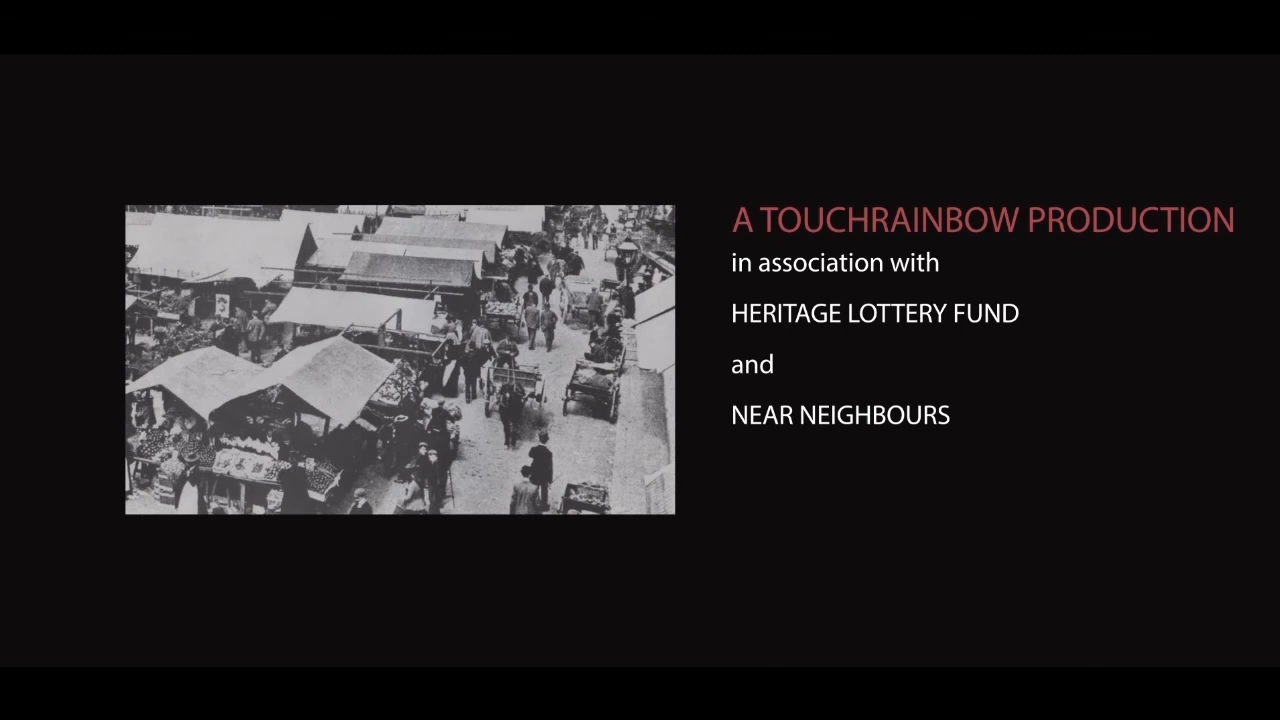 A TOUCHRAINBOW PRODUCTION
in association with
HERITAGE LOTTERY FUND
and
NEAR NEIGHBOURS